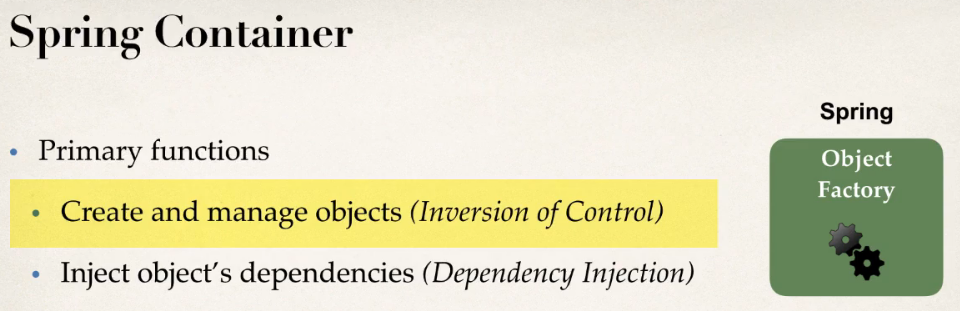 Spring Container
Spring
Object
Factory
• Primary functions
• Create and manage objects (Inversion of Control)
• Inject object’s dependencies (Dependency Injection)